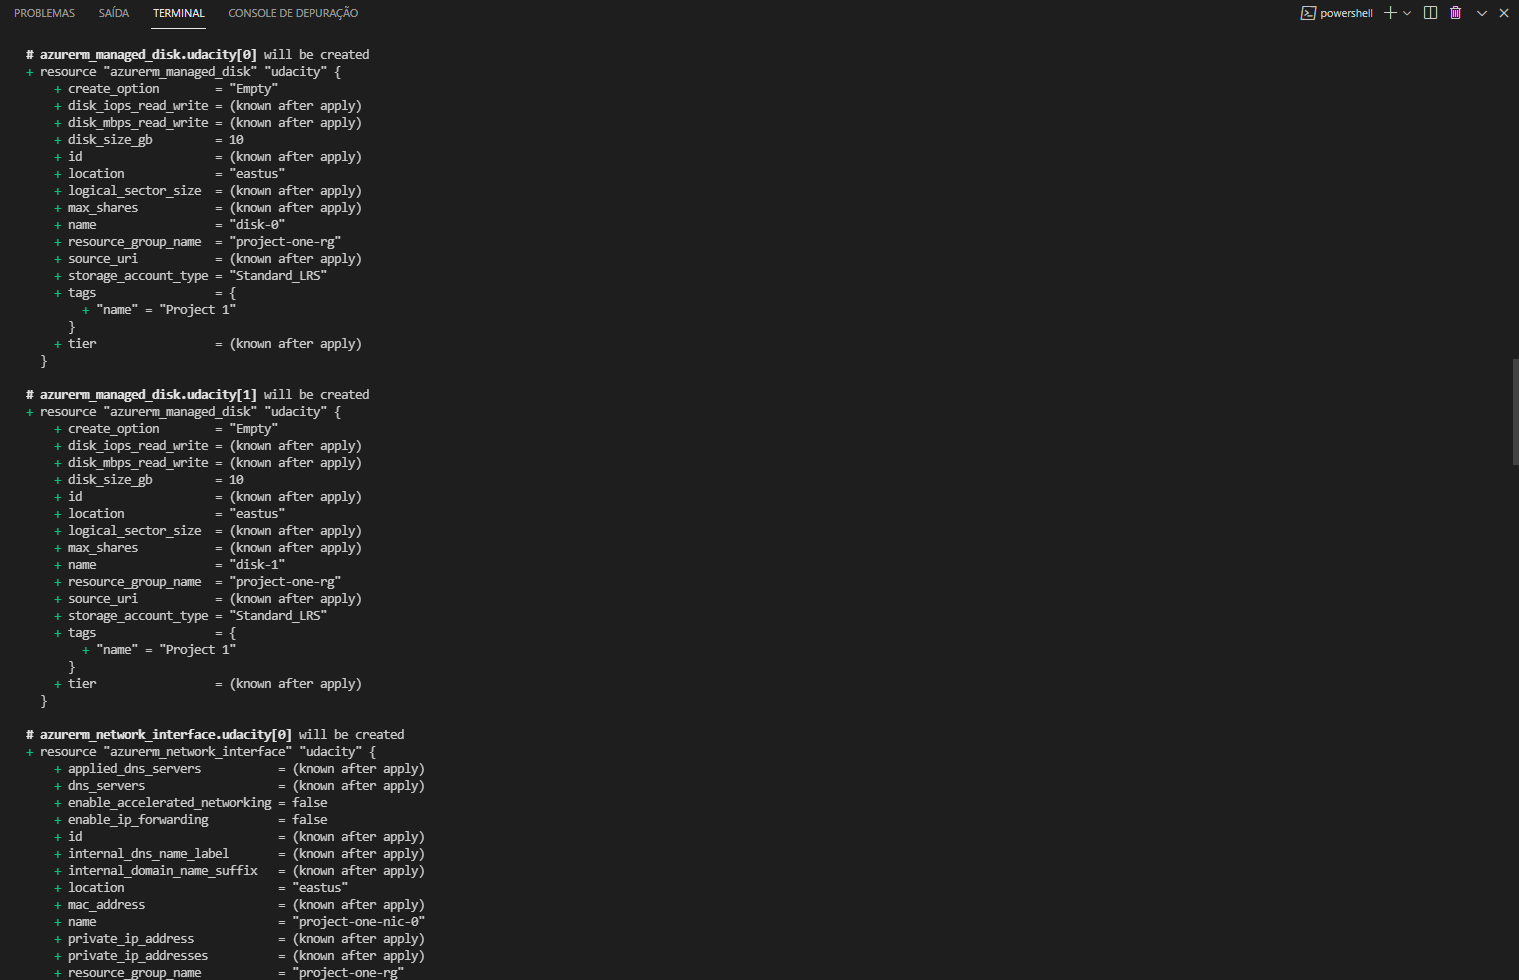 PROBLEMAS SAÍDA TERMINAL CONSOLE DE DEPURAÇÃO powershell
# azurerm_managed_disk.udacity[0] will be created
+ resource "azurerm_managed_disk" "udacity" {
+ create_option = "Empty"
+ disk_iops_read_write = (known after apply)
+ disk_mbps_read_write = (known after apply)
+ disk_size_gb = 10
+ id = (known after apply)
+ location = "eastus"
+ logical_sector_size = (known after apply)
+ max_shares = (known after apply)
+ name = "disk-0"
+ resource_group_name = "project-one-rg"
+ source_uri = (known after apply)
+ storage_account_type = "Standard_LRS"
+ tags = {
+ "name" = "Project 1"
}
+ tier = (known after apply)
}
# azurerm_managed_disk.udacity[1] will be created
+ resource "azurerm_managed_disk" "udacity" {
+ create_option = "Empty"
+ disk_iops_read_write = (known after apply)
+ disk_mbps_read_write = (known after apply)
+ disk_size_gb = 10
+ id = (known after apply)
+ location = "eastus"
+ logical_sector_size = (known after apply)
+ max_shares = (known after apply)
+ name = "disk-1"
+ resource_group_name = "project-one-rg"
+ source_uri = (known after apply)
+ storage_account_type = "Standard_LRS"
+ tags = {
+ "name" = "Project 1"
}
+ tier = (known after apply)
}
# azurerm_network_interface.udacity[0] will be created
+ resource "azurerm_network_interface" "udacity" {
+ applied_dns_servers = (known after apply)
+ dns_servers = (known after apply)
+ enable_accelerated_networking = false
+ enable_ip_forwarding = false
+ id = (known after apply)
+ internal_dns_name_label = (known after apply)
+ internal_domain_name_suffix = (known after apply)
+ location = "eastus"
+ mac_address = (known after apply)
+ name = "project-one-nic-0"
+ private_ip_address = (known after apply)
+ private_ip_addresses = (known after apply)
+ resource_group_name = "project-one-rg"